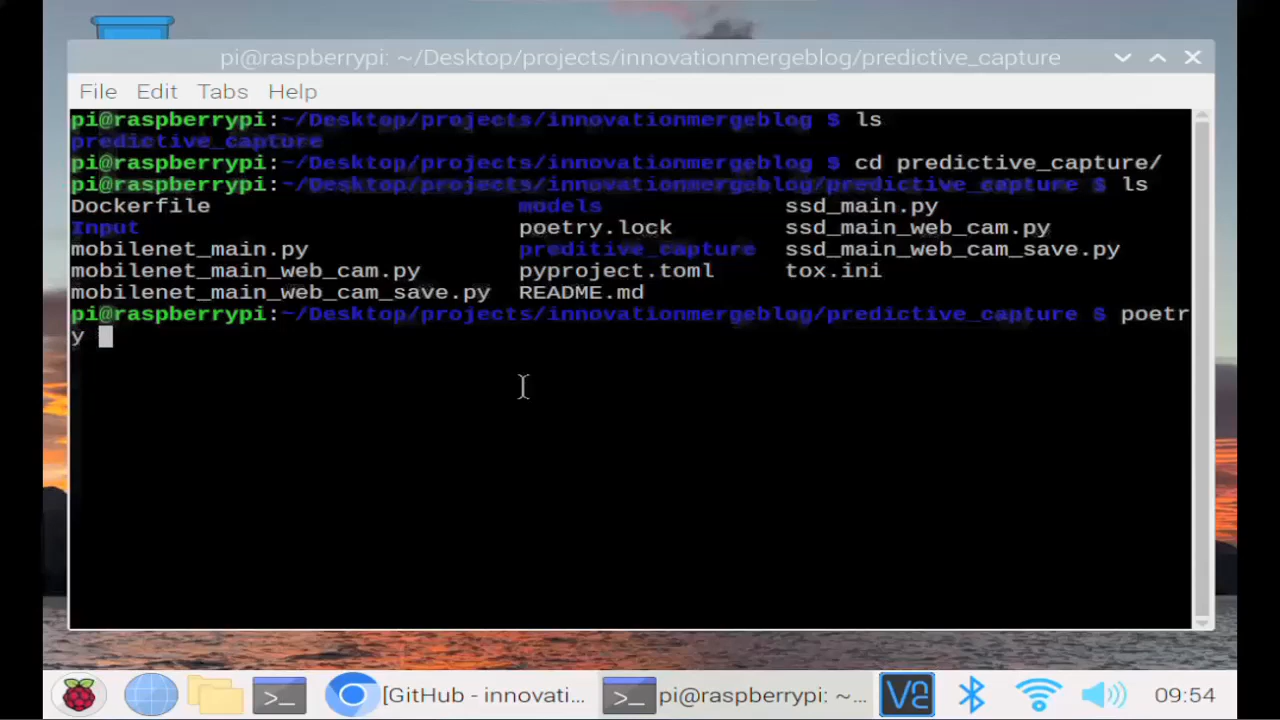 pi@raspberrypi: ~/Desktop/projects/innovationmergeblog/predictive_capture
File Edit Tabs Help
pi@raspberrypi:~/Desktop/projects/innovationmergeblog $ ls
predictive_capture
pi@raspberrypi:~/Desktop/projects/innovationmergeblog $ cd predictive_capture/
pi@raspberrypi:~/Desktop/projects/innovationmergeblog/predictive_capture $ ls
Dockerfile models ssd_main.py
Input poetry.lock ssd_main_web_cam.py
mobilenet_main.py preditive_capture ssd_main_web_cam_save.py
mobilenet_main_web_cam.py pyproject.toml tox.ini
mobilenet_main_web_cam_save.py README.md
pi@raspberrypi:~/Desktop/projects/innovationmergeblog/predictive_capture $ poetr
y
[GitHub - innovati... pi@raspberrypi: ~... 09:54